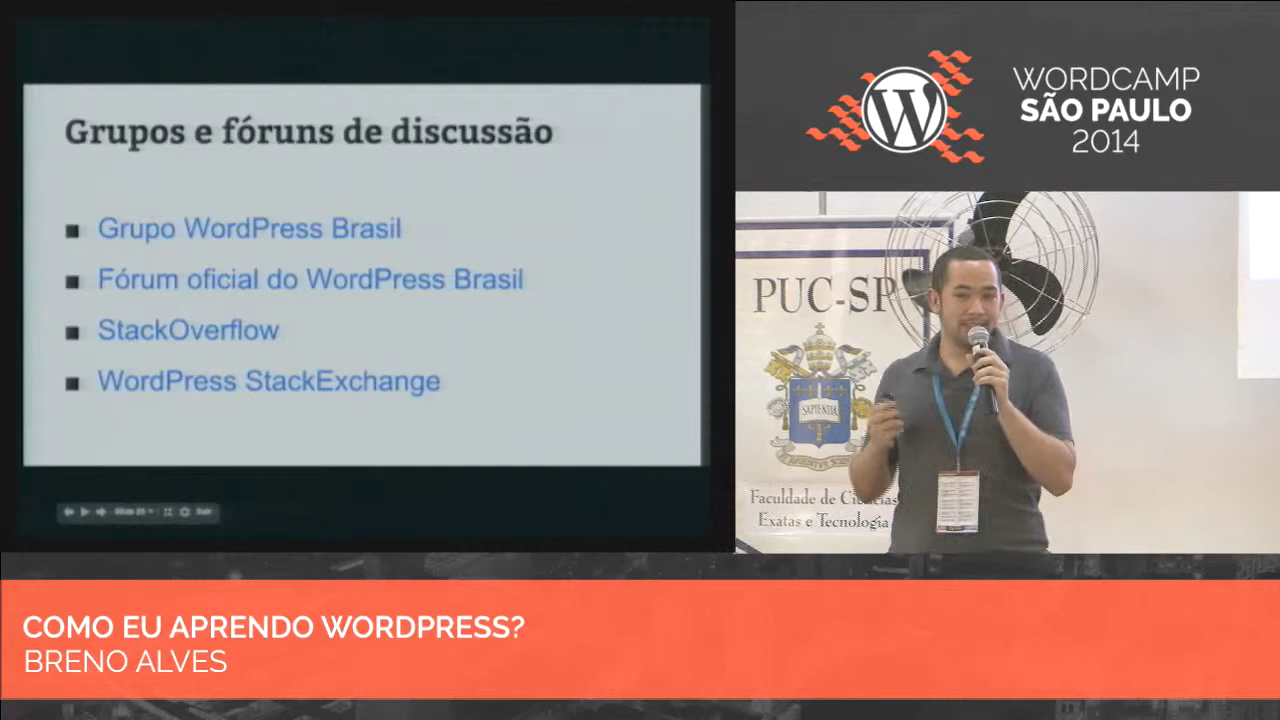 Grupos e fóruns de discussão
Grupo WordPress Brasil
Fórum oficial do WordPress Brasil
StackOverflow
WordPress StackExchange
WORDCAMP
SÃO PAULO
2014
PUC-SP
SAPIENTIA
Faculdade de Ciências
Exatas e Tecnologia
COMO EU APRENDO WORDPRESS?
BRENO ALVES